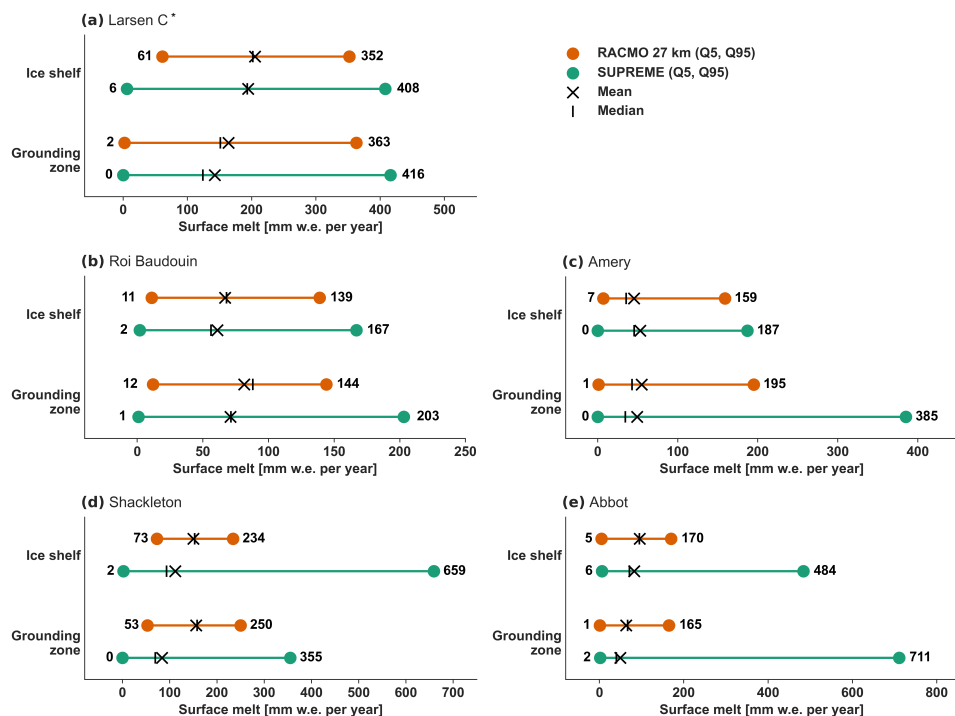 (a) Larsen C *
Ice shelf
61
352
6
408
Grounding
zone
2
363
0
416
0 100 200 300 400 500
Surface melt [mm w.e. per year]
RACMO 27 km (Q5, Q95)
SUPREME (Q5, Q95)
Mean
Median
(b) Roi Baudouin
Ice shelf
11
139
2
167
Grounding
zone
12
144
1
203
0 50 100 150 200 250
Surface melt [mm w.e. per year]
(c) Amery
Ice shelf
7
159
0
187
Grounding
zone
1
195
0
385
0 100 200 300 400
Surface melt [mm w.e. per year]
(d) Shackleton
Ice shelf
73
234
2
659
Grounding
zone
53
250
0
355
0 100 200 300 400 500 600 700
Surface melt [mm w.e. per year]
(e) Abbot
Ice shelf
5
170
6
484
Grounding
zone
1
165
2
711
0 200 400 600 800
Surface melt [mm w.e. per year]